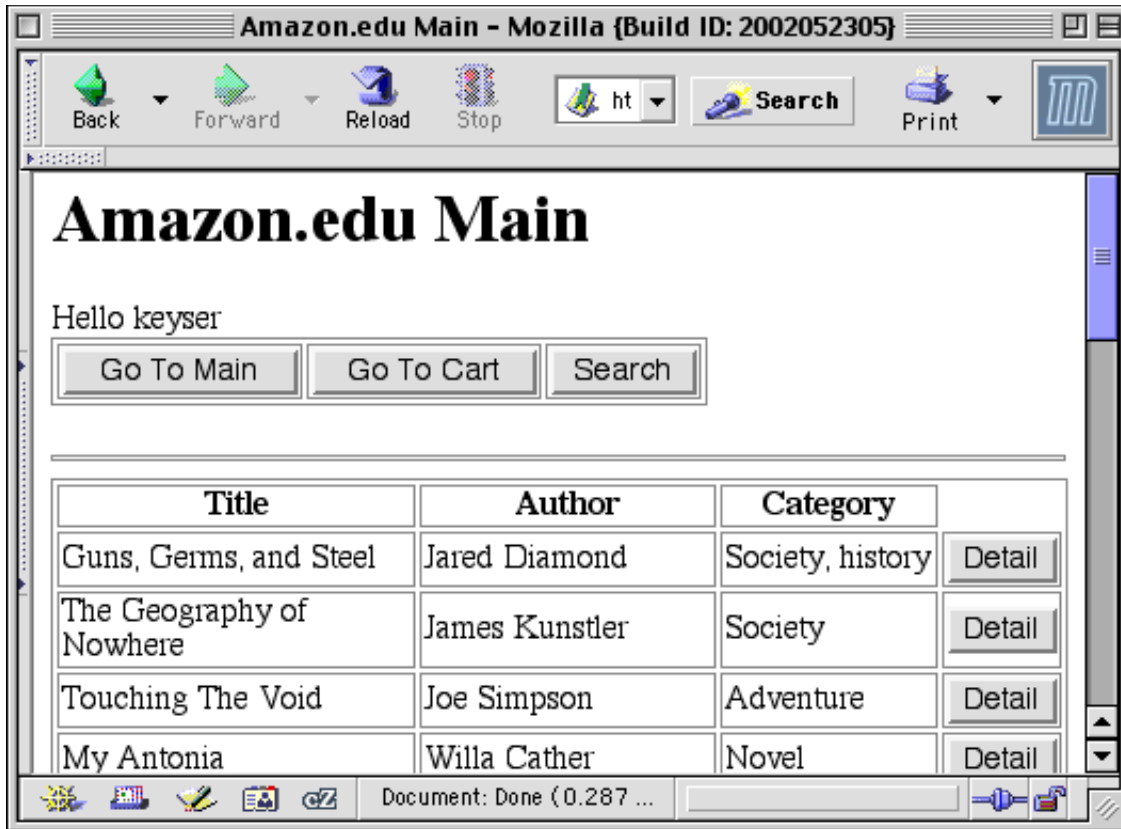 Amazon.edu Main - Mozilla {Build ID: 2002052305}
Back Forward Reload Stop ht Search Print
Amazon.edu Main
Hello keyser
Go To Main Go To Cart Search
Title Author Category
Guns, Germs, and Steel Jared Diamond Society, history Detail
The Geography of
Nowhere James Kunstler Society Detail
Touching The Void Joe Simpson Adventure Detail
My Antonia Willa Cather Novel Detail
Document: Done (0.287 ...